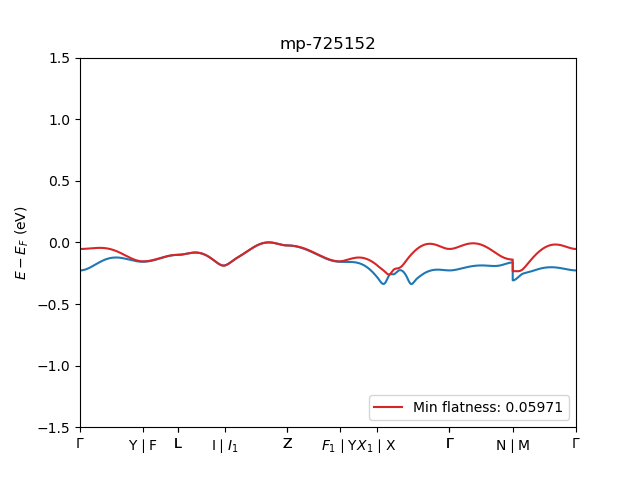 mp-725152
1.5
1.0
0.5
0.0
−0.5
−1.0
−1.5
E − E_F (eV)
Min flatness: 0.05971
Γ Y | F L I | I_1 Z F_1 | Y X_1 | X Γ N | M Γ